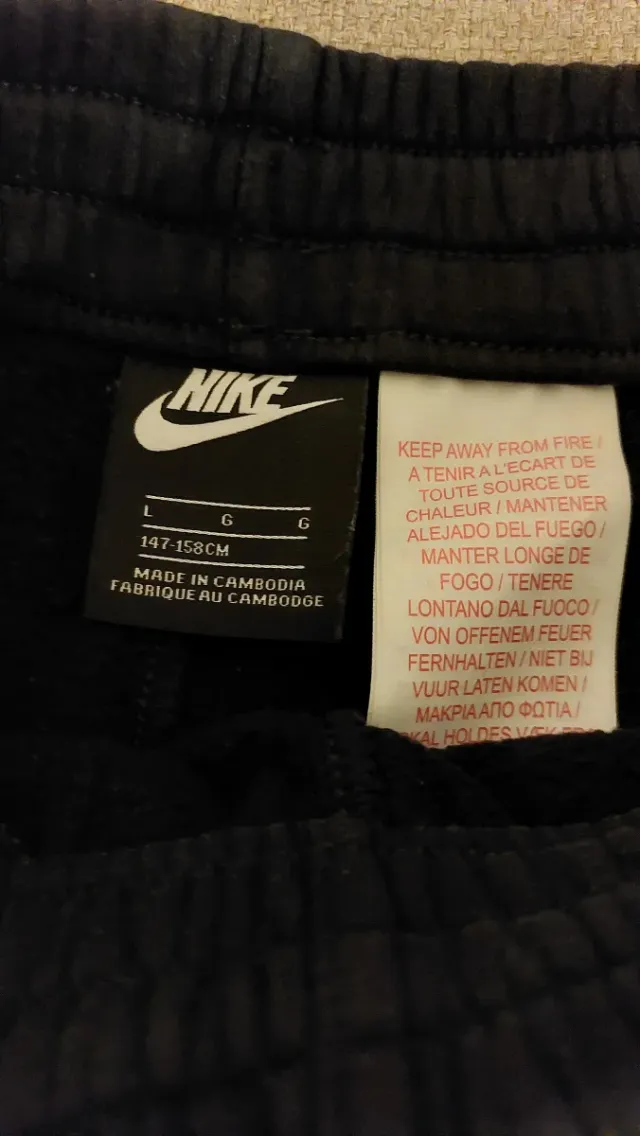 NIKE
L G G
147-158CM
MADE IN CAMBODIA
FABRIQUE AU CAMBODGE
KEEP AWAY FROM FIRE /
A TENIR A L'ECART DE
TOUTE SOURCE DE
CHALEUR / MANTENER
ALEJADO DEL FUEGO /
MANTER LONGE DE
FOGO / TENERE
LONTANO DAL FUOCO /
VON OFFENEM FEUER
FERNHALTEN / NIET BIJ
VUUR LATEN KOMEN /
ΜΑΚΡΙΑ ΑΠΟ ΦΩΤΙΑ /
HOLDES VÆK